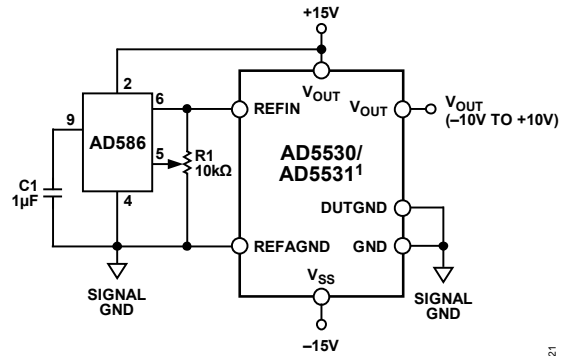 +15V
2
VOUT
9
6
REFIN
VOUT
VOUT
(–10V TO +10V)
AD586
5
R1
10kΩ
AD5530/
AD5531¹
C1
1µF
4
DUTGND
REFAGND
GND
VSS
SIGNAL
GND
SIGNAL
GND
–15V
21